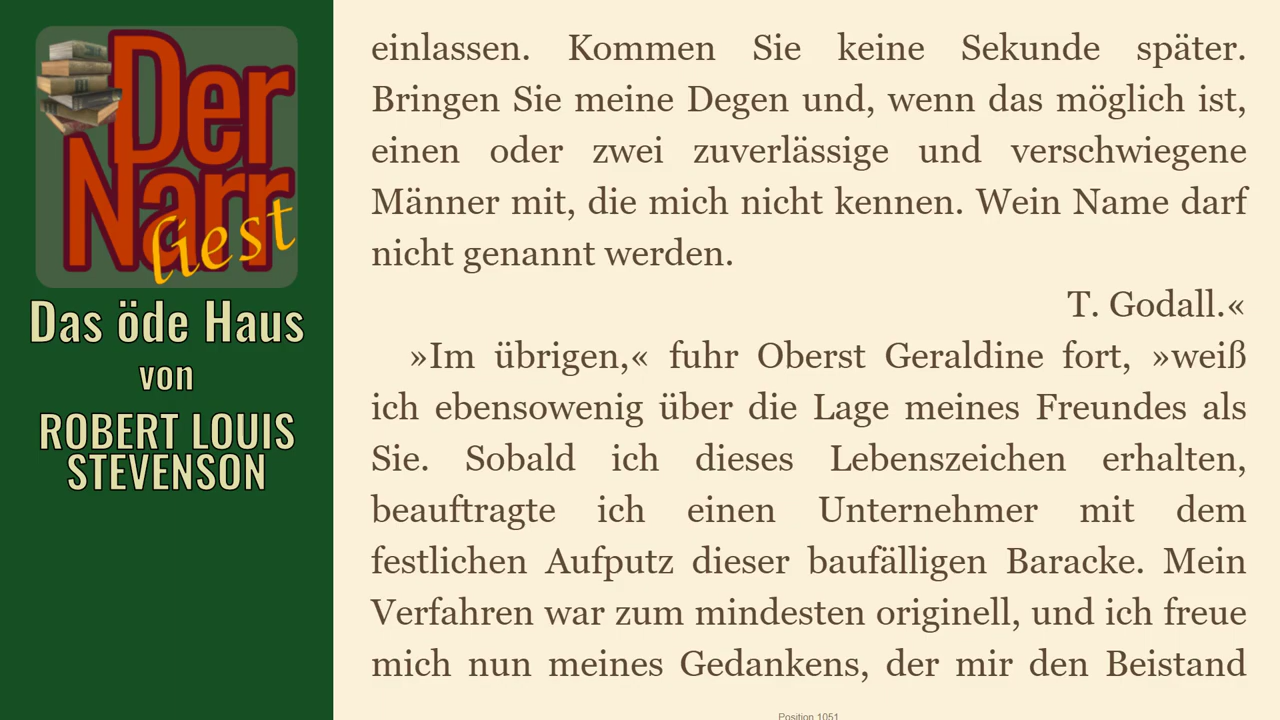 Der
Narr
liest
Das öde Haus
von
ROBERT LOUIS
STEVENSON
einlassen. Kommen Sie keine Sekunde später.
Bringen Sie meine Degen und, wenn das möglich ist,
einen oder zwei zuverlässige und verschwiegene
Männer mit, die mich nicht kennen. Wein Name darf
nicht genannt werden.
T. Godall.«
»Im übrigen,« fuhr Oberst Geraldine fort, »weiß
ich ebensowenig über die Lage meines Freundes als
Sie. Sobald ich dieses Lebenszeichen erhalten,
beauftragte ich einen Unternehmer mit dem
festlichen Aufputz dieser baufälligen Baracke. Mein
Verfahren war zum mindesten originell, und ich freue
mich nun meines Gedankens, der mir den Beistand
Position 1051